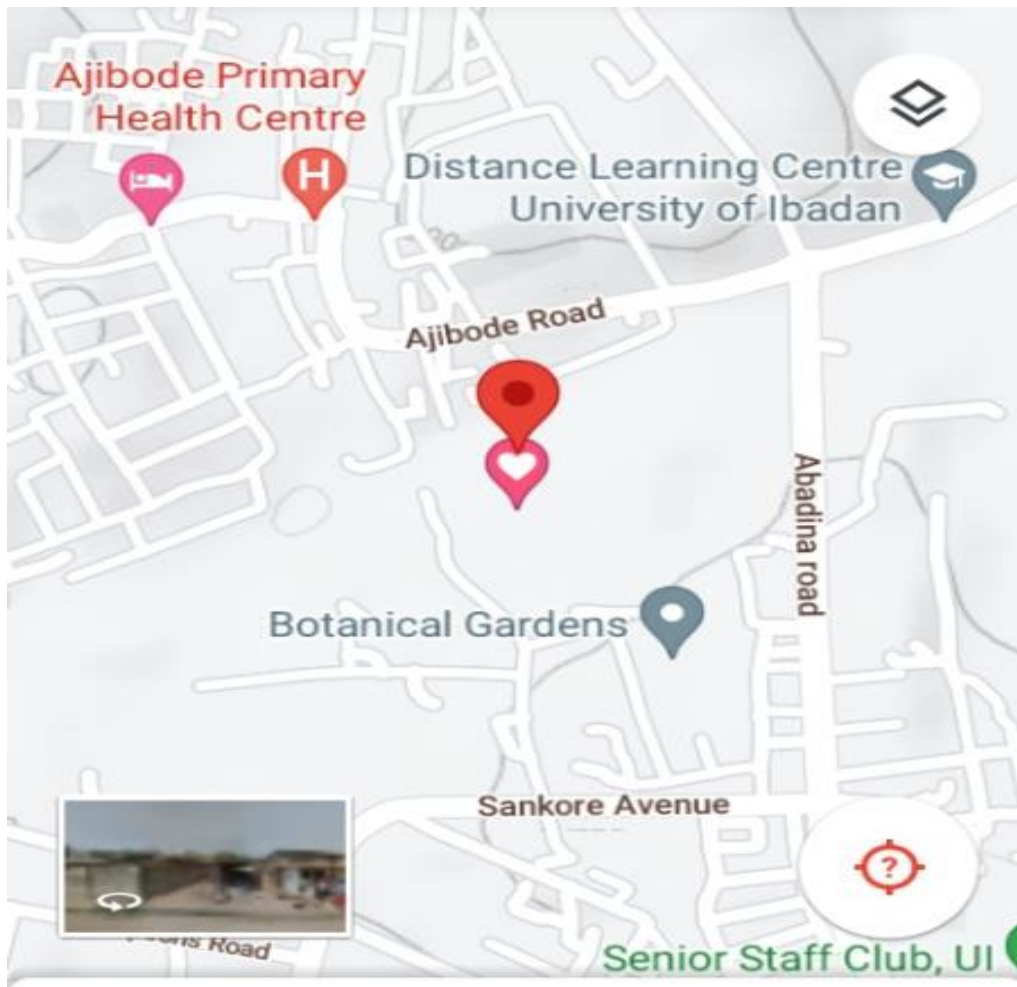 Ajibode Primary
Health Centre
H
Distance Learning Centre
University of Ibadan
Ajibode Road
Abadina road
Botanical Gardens
Sankore Avenue
?
Road
Senior Staff Club, UI